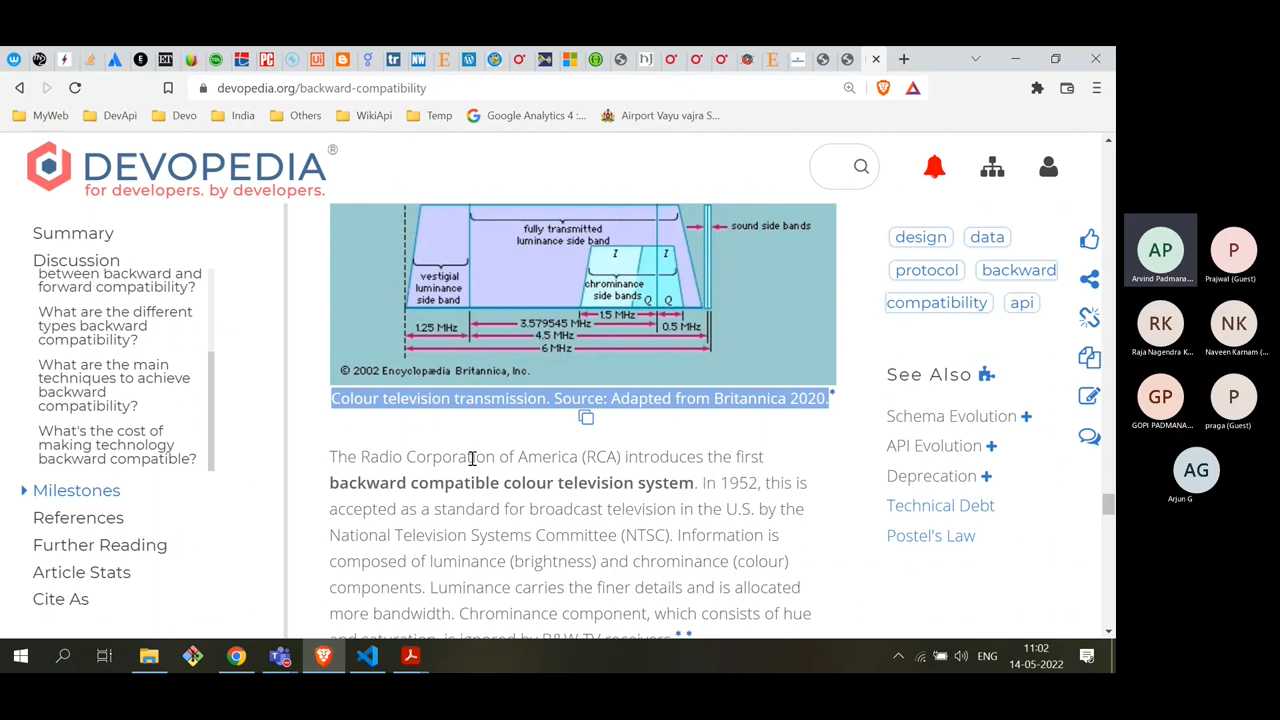 devopedia.org/backward-compatibility
MyWeb
DevApi
Devo
India
Others
WikiApi
Temp
Google Analytics 4 :...
Airport Vayu vajra S...
DEVOPEDIA
®
for developers. by developers.
Summary
Discussion
between backward and
forward compatibility?
What are the different
types backward
compatibility?
What are the main
techniques to achieve
backward
compatibility?
What's the cost of
making technology
backward compatible?
Milestones
References
Further Reading
Article Stats
Cite As
fully transmitted
luminance side band
sound side bands
vestigial
luminance
side band
I
I
chrominance
side bands
Q
Q
1.5 MHz
1.25 MHz
3.579545 MHz
0.5 MHz
4.5 MHz
6 MHz
© 2002 Encyclopædia Britannica, Inc.
Colour television transmission. Source: Adapted from Britannica 2020.*
The Radio Corporation of America (RCA) introduces the first
backward compatible colour television system. In 1952, this is
accepted as a standard for broadcast television in the U.S. by the
National Television Systems Committee (NTSC). Information is
composed of luminance (brightness) and chrominance (colour)
components. Luminance carries the finer details and is allocated
more bandwidth. Chrominance component, which consists of hue
and saturation, is ignored by B&W TV receivers. * *
design
data
protocol
backward
compatibility
api
See Also
Schema Evolution +
API Evolution +
Deprecation +
Technical Debt
Postel's Law
AP
Arvind Padmana...
P
Prajwal (Guest)
RK
Raja Nagendra K...
NK
Naveen Karnam (...
GP
GOPI PADMANA...
P
praga (Guest)
AG
Arjun G
ENG
11:02
14-05-2022